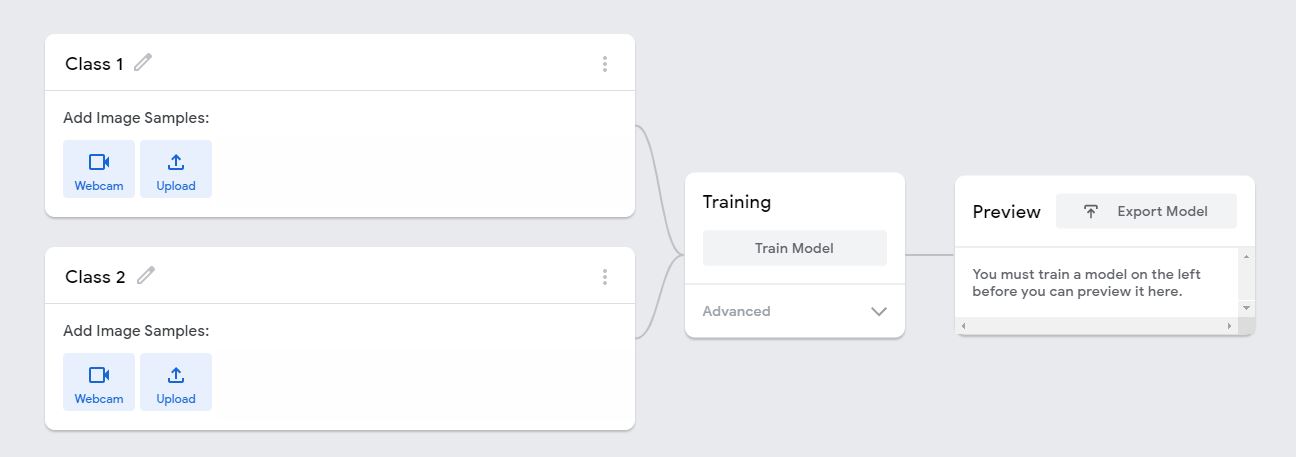 Class 1
Add Image Samples:
Webcam
Upload
Class 2
Add Image Samples:
Webcam
Upload
Training
Train Model
Advanced
Preview
Export Model
You must train a model on the left
before you can preview it here.